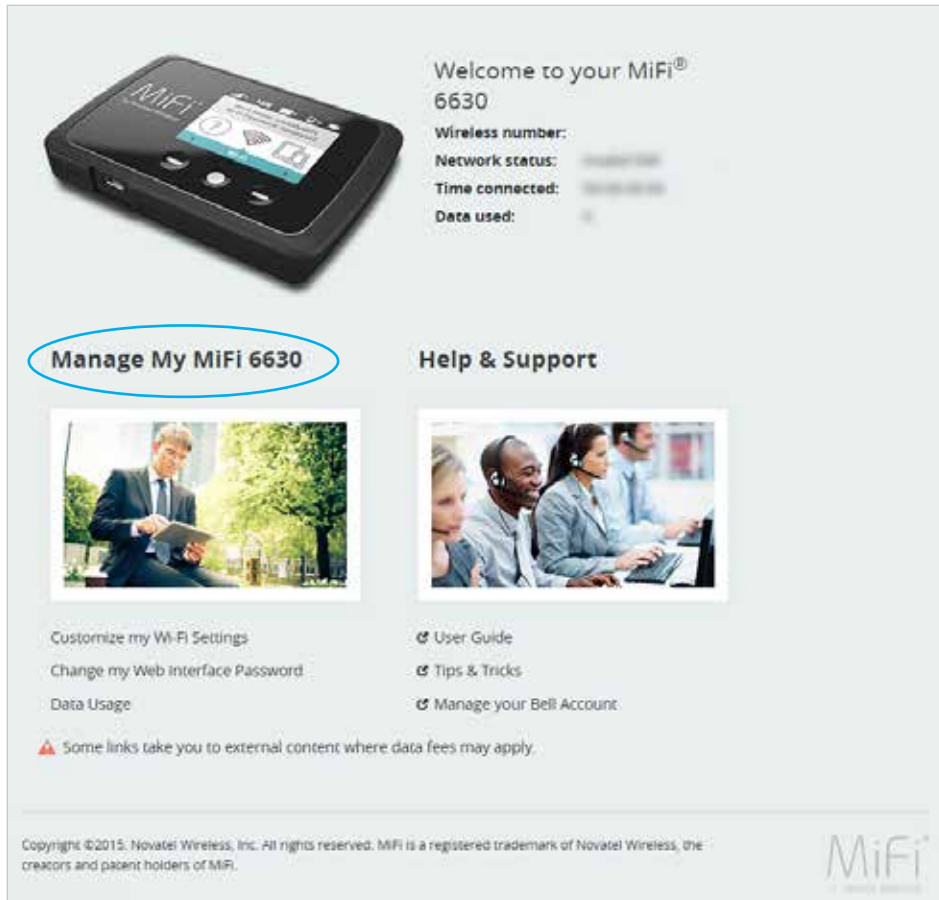 MiFi
Wi-Fi
Welcome to your MiFi®
6630
Wireless number:
Network status:
Time connected:
Data used:
Manage My MiFi 6630
Help & Support
Customize my Wi-Fi Settings
Change my Web Interface Password
Data Usage
User Guide
Tips & Tricks
Manage your Bell Account
Some links take you to external content where data fees may apply.
Copyright ©2015. Novatel Wireless, Inc. All rights reserved. MiFi is a registered trademark of Novatel Wireless, the
creators and patent holders of MiFi.
MiFi